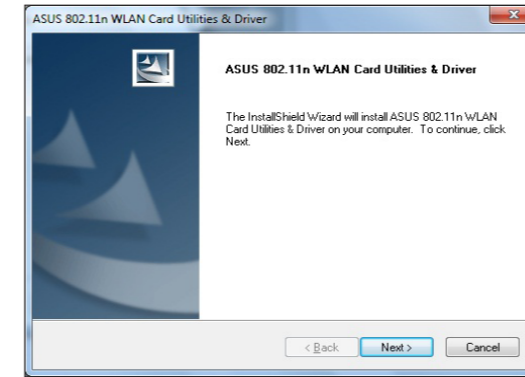 ASUS 802.11n WLAN Card Utilities & Driver
ASUS 802.11n WLAN Card Utilities & Driver
The InstallShield Wizard will install ASUS 802.11n WLAN
Card Utilities & Driver on your computer.  To continue, click
Next.
< Back
Next >
Cancel